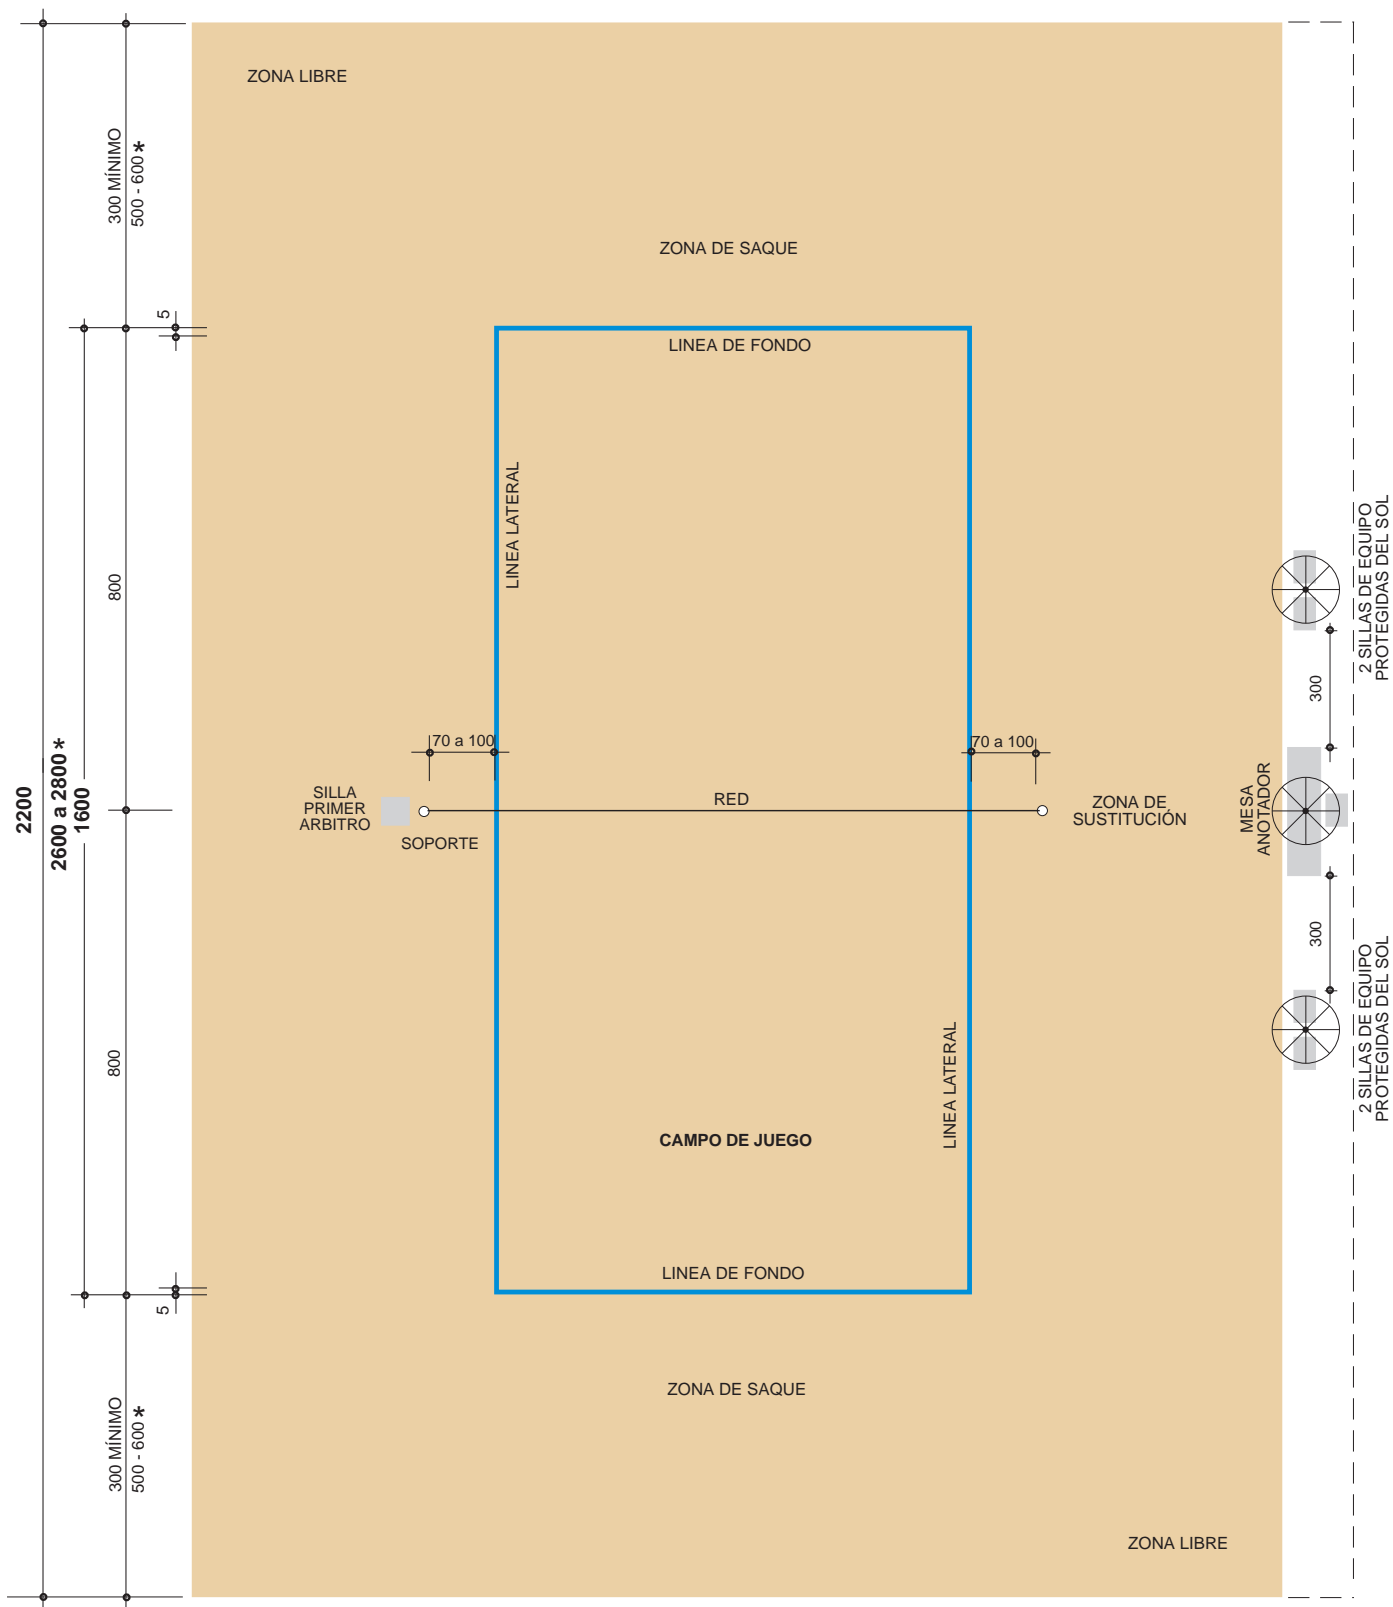 ZONA LIBRE
300 MÍNIMO
500 - 600 *
ZONA DE SAQUE
5
LINEA DE FONDO
LINEA LATERAL
800
2 SILLAS DE EQUIPO
PROTEGIDAS DEL SOL
300
70 a 100
70 a 100
2200
2600 a 2800 *
1600
SILLA
PRIMER
ARBITRO
SOPORTE
RED
ZONA DE
SUSTITUCIÓN
MESA
ANOTADOR
300
2 SILLAS DE EQUIPO
PROTEGIDAS DEL SOL
800
LINEA LATERAL
CAMPO DE JUEGO
LINEA DE FONDO
5
ZONA DE SAQUE
300 MÍNIMO
500 - 600 *
ZONA LIBRE